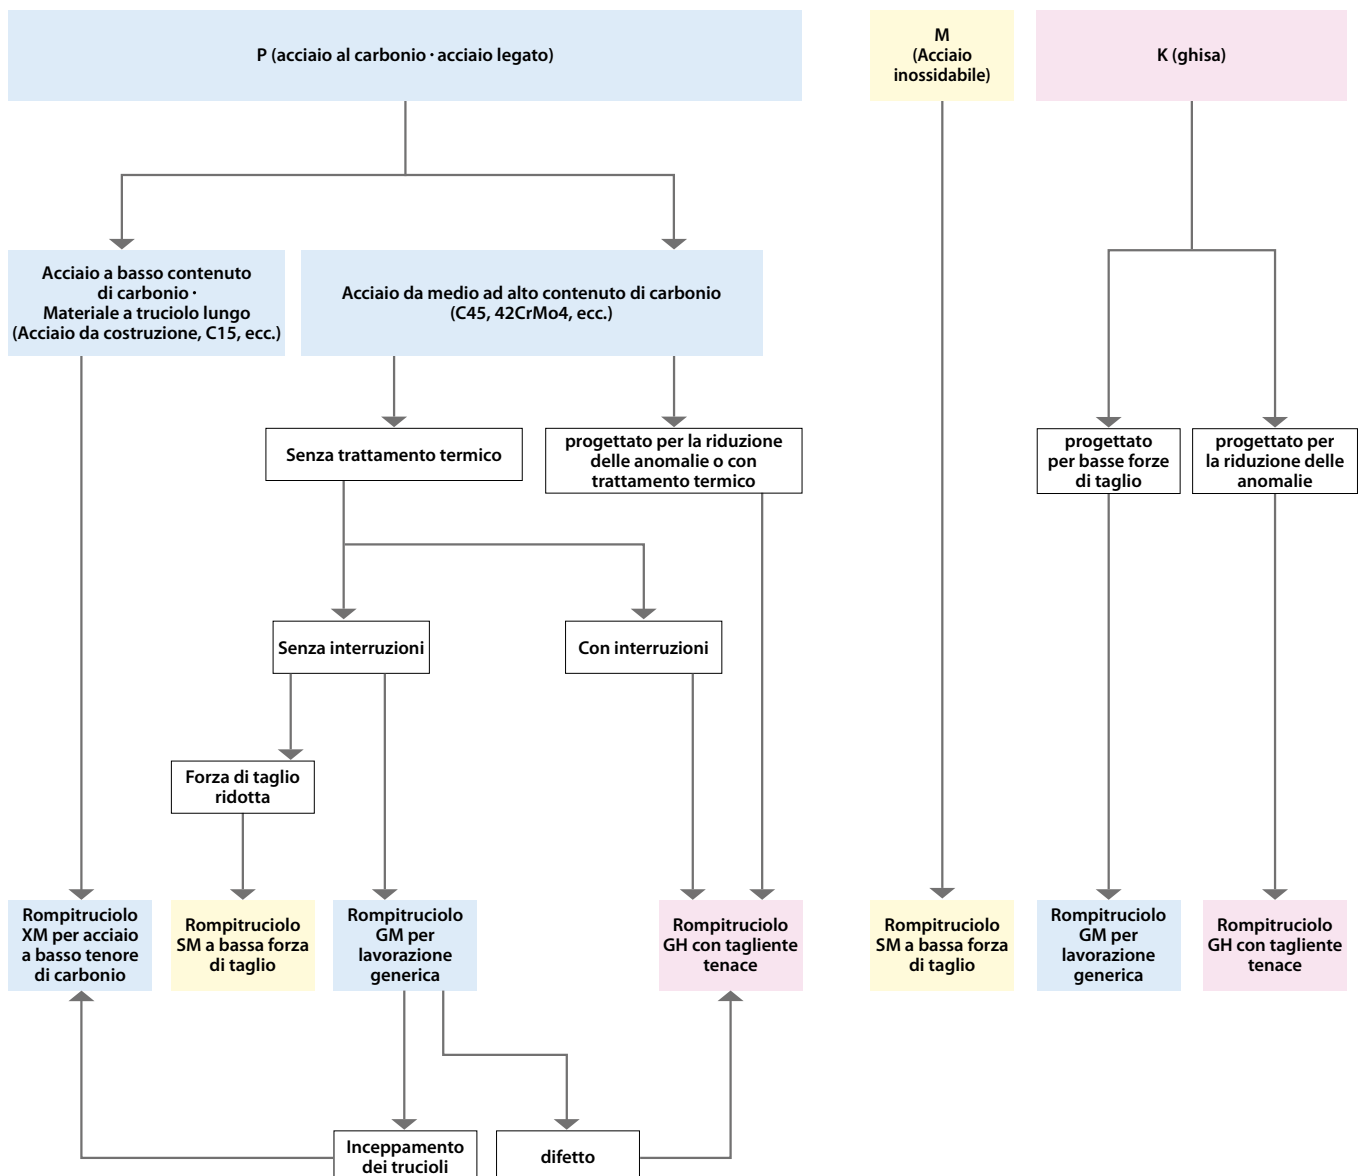 P (acciaio al carbonio · acciaio legato)
M
(Acciaio
inossidabile)
K (ghisa)
Acciaio a basso contenuto
di carbonio ·
Materiale a truciolo lungo
(Acciaio da costruzione, C15, ecc.)
Acciaio da medio ad alto contenuto di carbonio
(C45, 42CrMo4, ecc.)
Senza trattamento termico
progettato per la riduzione
delle anomalie o con
trattamento termico
progettato
per basse forze
di taglio
progettato per
la riduzione delle
anomalie
Senza interruzioni
Con interruzioni
Forza di taglio
ridotta
Rompitruciolo
XM per acciaio
a basso tenore
di carbonio
Rompitruciolo
SM a bassa forza
di taglio
Rompitruciolo
GM per
lavorazione
generica
Rompitruciolo
GH con tagliente
tenace
Rompitruciolo
SM a bassa forza
di taglio
Rompitruciolo
GM per
lavorazione
generica
Rompitruciolo
GH con tagliente
tenace
Inceppamento
dei trucioli
difetto